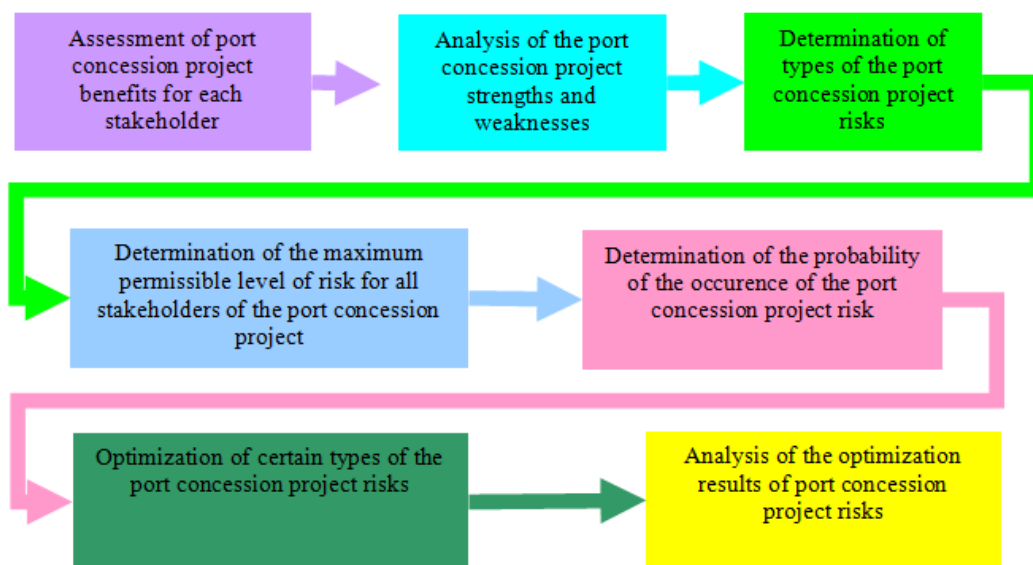 Assessment of port
concession project
benefits for each
stakeholder
Analysis of the port
concession project
strengths and
weaknesses
Determination of
types of the port
concession project
risks
Determination of the maximum
permissible level of risk for all
stakeholders of the port concession
project
Determination of the probability
of the occurence of the port
concession project risk
Optimization of certain types of the
port concession project risks
Analysis of the optimization
results of port concession
project risks